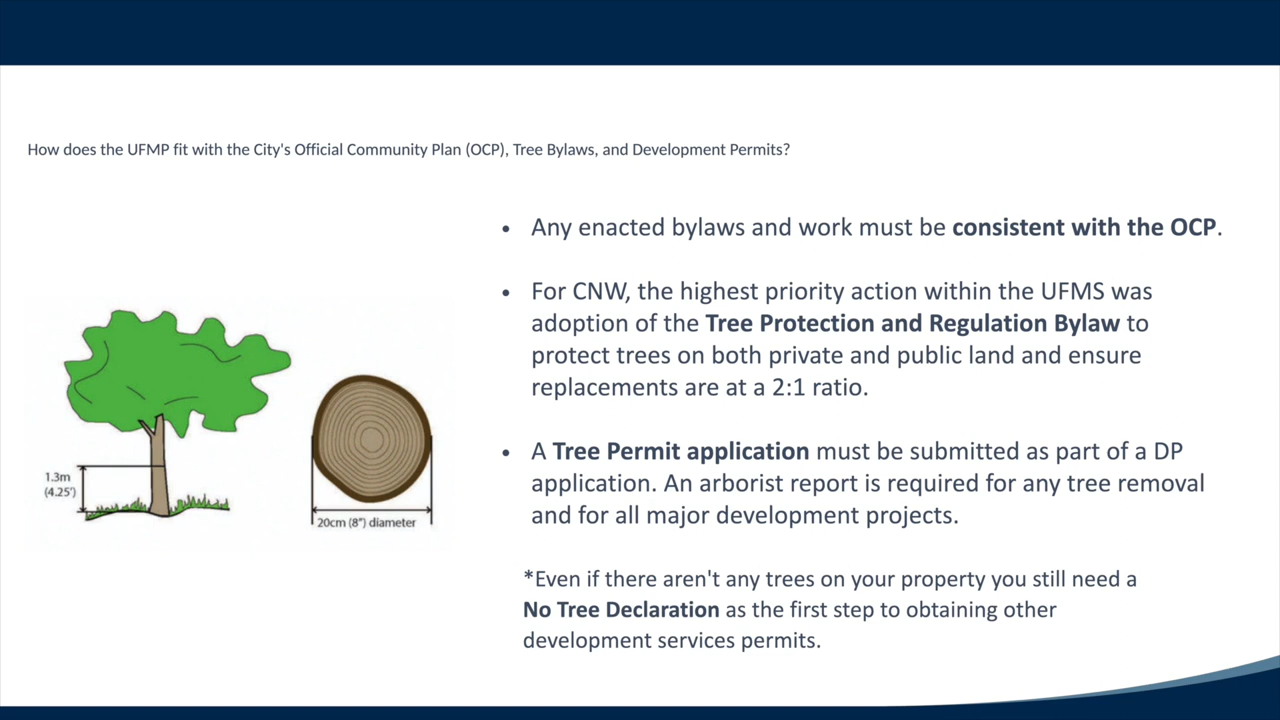 How does the UFMP fit with the City's Official Community Plan (OCP), Tree Bylaws, and Development Permits?
• Any enacted bylaws and work must be consistent with the OCP.
• For CNW, the highest priority action within the UFMS was
adoption of the Tree Protection and Regulation Bylaw to
protect trees on both private and public land and ensure
replacements are at a 2:1 ratio.
• A Tree Permit application must be submitted as part of a DP
application. An arborist report is required for any tree removal
and for all major development projects.
*Even if there aren't any trees on your property you still need a
No Tree Declaration as the first step to obtaining other
development services permits.
1.3m
(4.25')
20cm (8") diameter